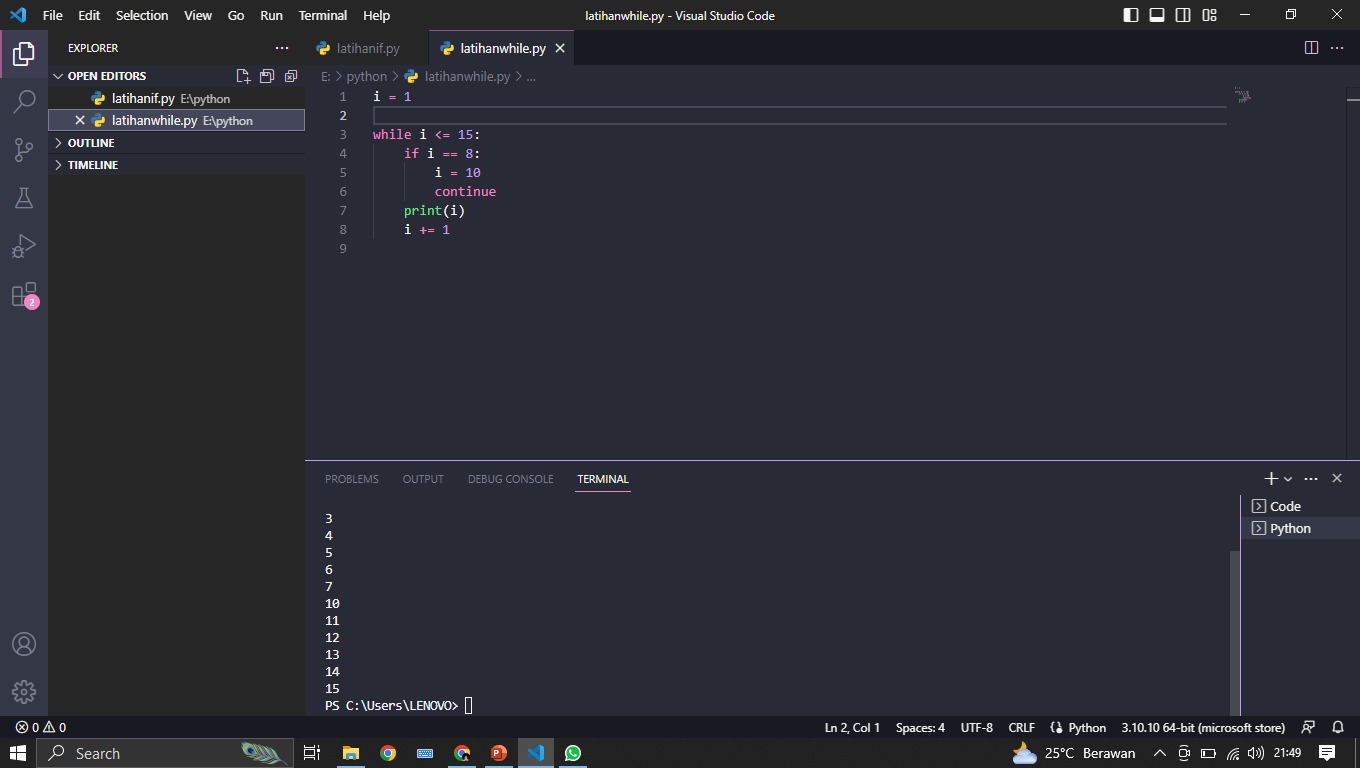 File Edit Selection View Go Run Terminal Help latihanwhile.py - Visual Studio Code
EXPLORER
OPEN EDITORS
latihanif.py E:\python
latihanwhile.py E:\python
OUTLINE
TIMELINE
2
latihanif.py latihanwhile.py
E: > python > latihanwhile.py > ...
1 i = 1
2
3 while i <= 15:
4 if i == 8:
5 i = 10
6 continue
7 print(i)
8 i += 1
9
PROBLEMS OUTPUT DEBUG CONSOLE TERMINAL
3
4
5
6
7
10
11
12
13
14
15
PS C:\Users\LENOVO>
Code
Python
0 0 Ln 2, Col 1 Spaces: 4 UTF-8 CRLF Python 3.10.10 64-bit (microsoft store)
Search 25°C Berawan 21:49